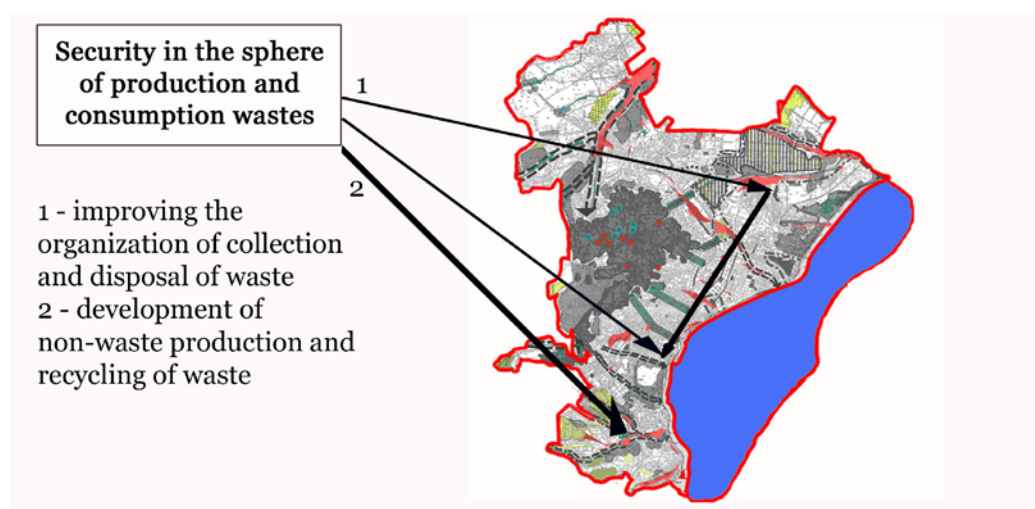 Security in the sphere
of production and
consumption wastes
1
2
1 - improving the
organization of collection
and disposal of waste
2 - development of
non-waste production and
recycling of waste